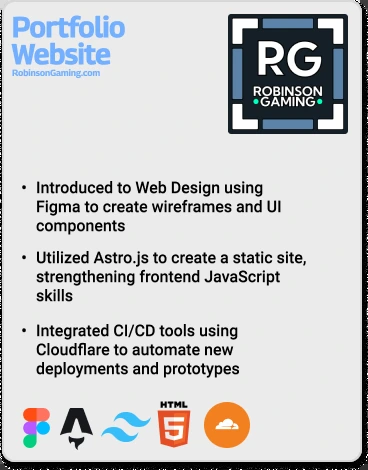 Portfolio
Website
RobinsonGaming.com
RG
ROBINSON
GAMING
• Introduced to Web Design using
Figma to create wireframes and UI
components
• Utilized Astro.js to create a static site,
strengthening frontend JavaScript
skills
• Integrated CI/CD tools using
Cloudflare to automate new
deployments and prototypes
HTML
5